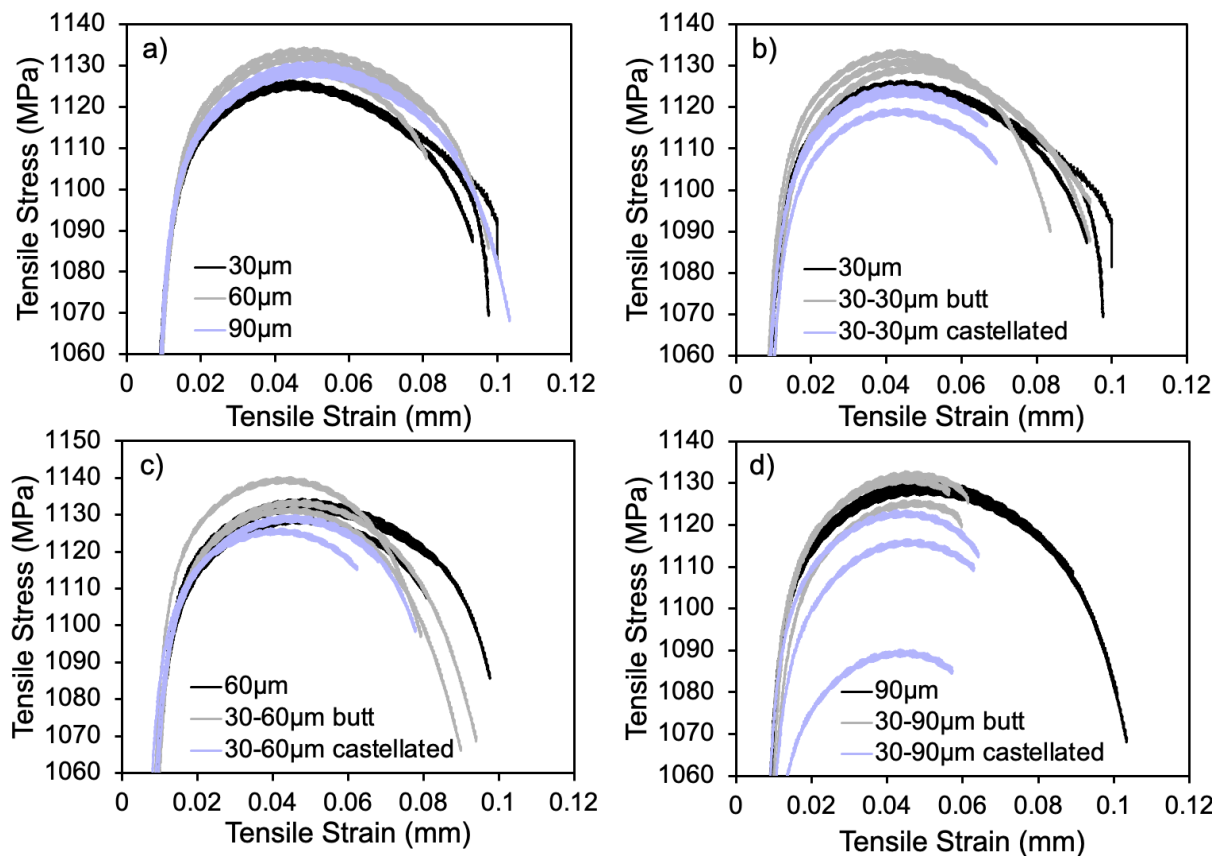 a)
Tensile Stress (MPa)
1140
1130
1120
1110
1100
1090
1080
1070
1060
30µm
60µm
90µm
0 0.02 0.04 0.06 0.08 0.1 0.12
Tensile Strain (mm)
b)
Tensile Stress (MPa)
1140
1130
1120
1110
1100
1090
1080
1070
1060
30µm
30-30µm butt
30-30µm castellated
0 0.02 0.04 0.06 0.08 0.1 0.12
Tensile Strain (mm)
c)
Tensile Stress (MPa)
1150
1140
1130
1120
1110
1100
1090
1080
1070
1060
60µm
30-60µm butt
30-60µm castellated
0 0.02 0.04 0.06 0.08 0.1 0.12
Tensile Strain (mm)
d)
Tensile Stress (MPa)
1140
1130
1120
1110
1100
1090
1080
1070
1060
90µm
30-90µm butt
30-90µm castellated
0 0.02 0.04 0.06 0.08 0.1 0.12
Tensile Strain (mm)